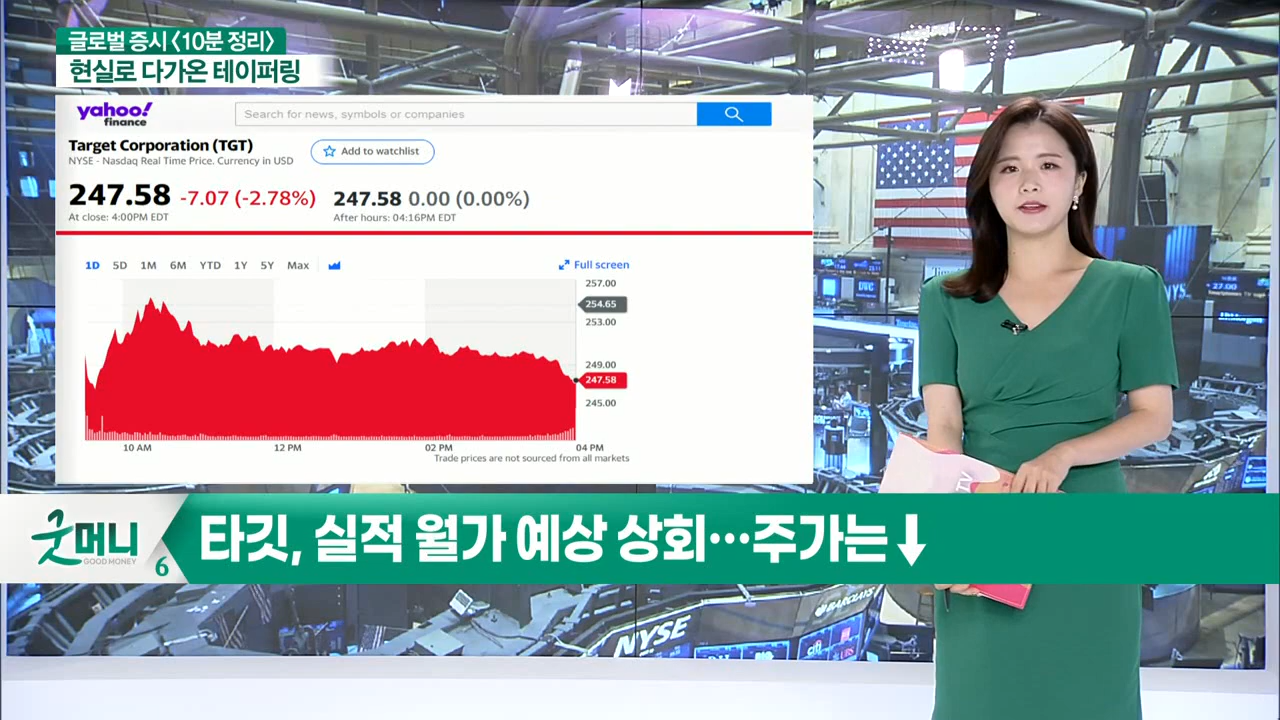 글로벌 증시 <10분 정리>
현실로 다가온 테이퍼링
yahoo!
finance
Search for news, symbols or companies
Target Corporation (TGT)
NYSE - Nasdaq Real Time Price. Currency in USD
Add to watchlist
247.58 -7.07 (-2.78%)
At close: 4:00PM EDT
247.58 0.00 (0.00%)
After hours: 04:16PM EDT
1D 5D 1M 6M YTD 1Y 5Y Max
Full screen
257.00
254.65
253.00
249.00
247.58
245.00
10 AM 12 PM 02 PM 04 PM
Trade prices are not sourced from all markets
굿머니
GOOD MONEY
6
타깃, 실적 월가 예상 상회…주가는↓
NYSE
BARCLAYS
citi
UBS
27.00
TV